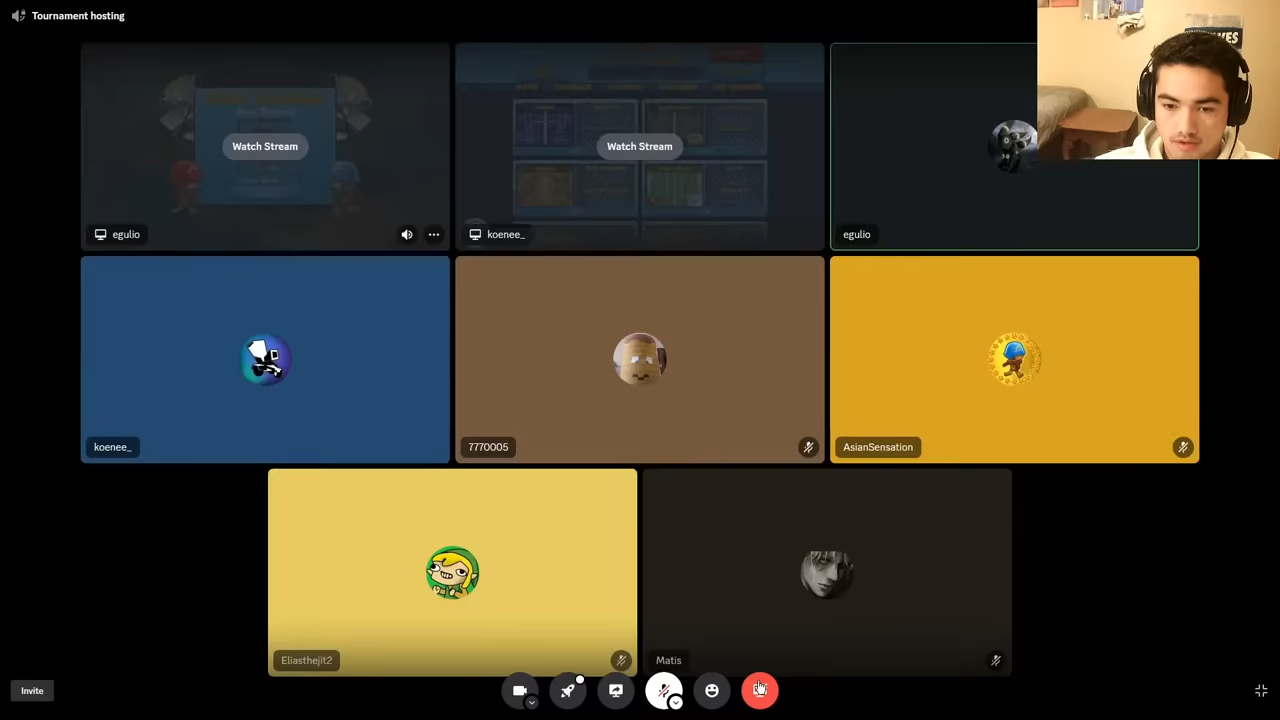 Tournament hosting
Watch Stream
Watch Stream
egulio
koenee_
egulio
koenee_
7770005
AsianSensation
Eliasthejit2
Matis
Invite